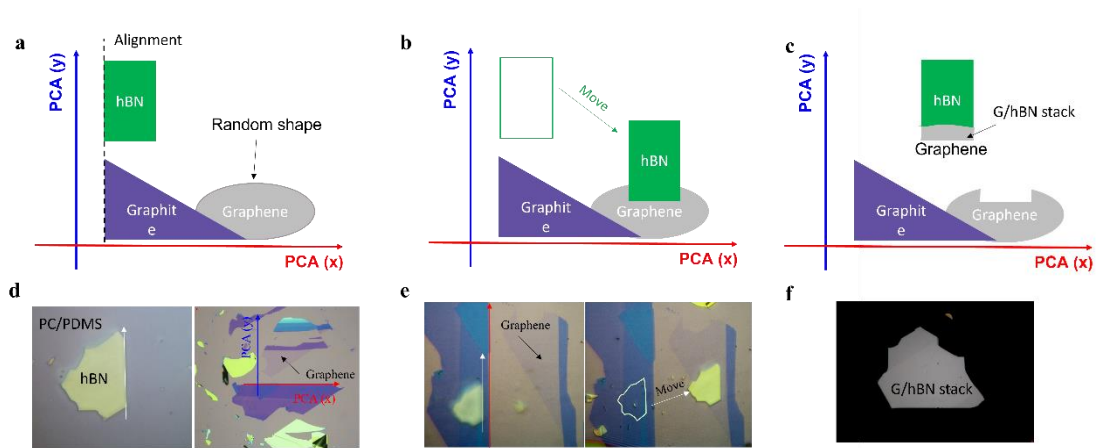 a
Alignment
PCA (y)
hBN
Random shape
Graphit
e
Graphene
PCA (x)
b
PCA (y)
Move
hBN
Graphit
e
Graphene
PCA (x)
c
PCA (y)
hBN
G/hBN stack
Graphene
Graphit
e
Graphene
PCA (x)
d
PC/PDMS
hBN
PCA (y)
Graphene
PCA (x)
e
Graphene
Move
f
G/hBN stack